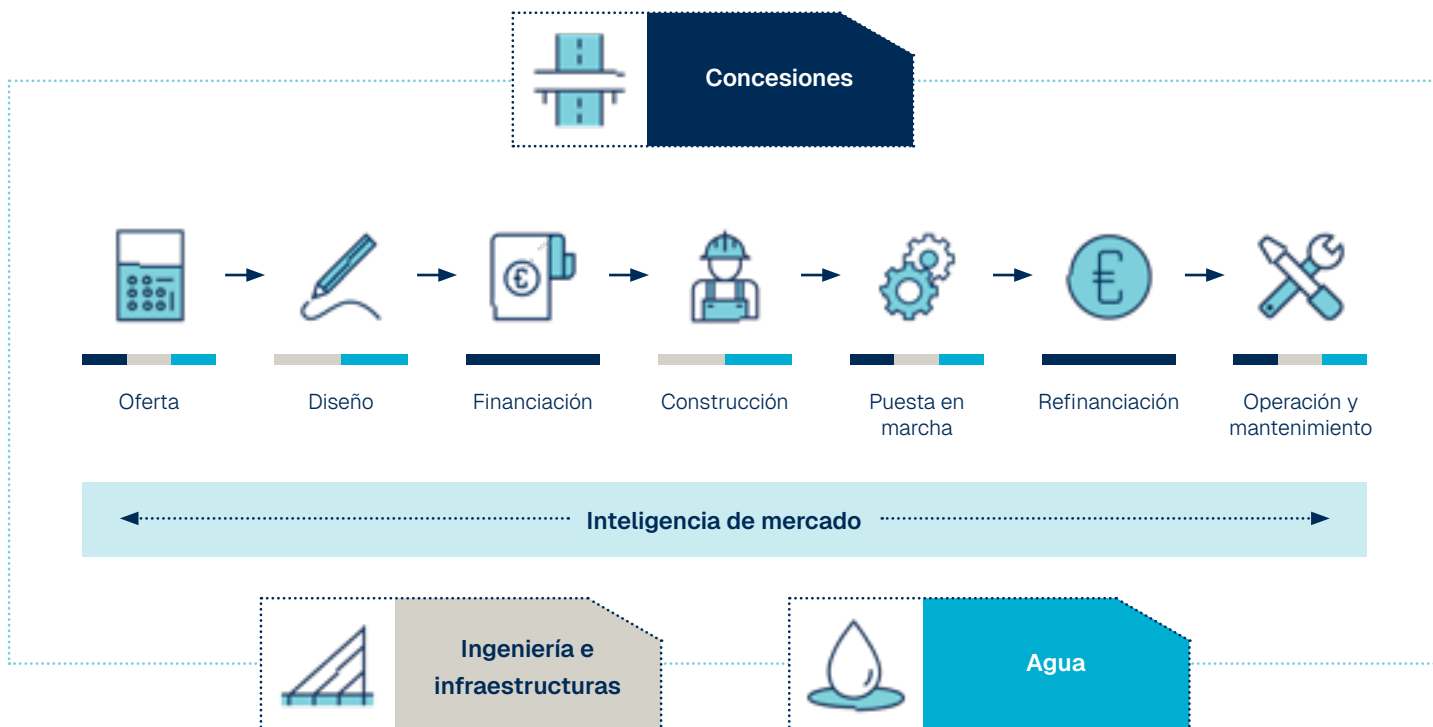 Concesiones
Oferta
Diseño
Financiación
Construcción
Puesta en
marcha
Refinanciación
Operación y
mantenimiento
Inteligencia de mercado
Ingeniería e
infraestructuras
Agua